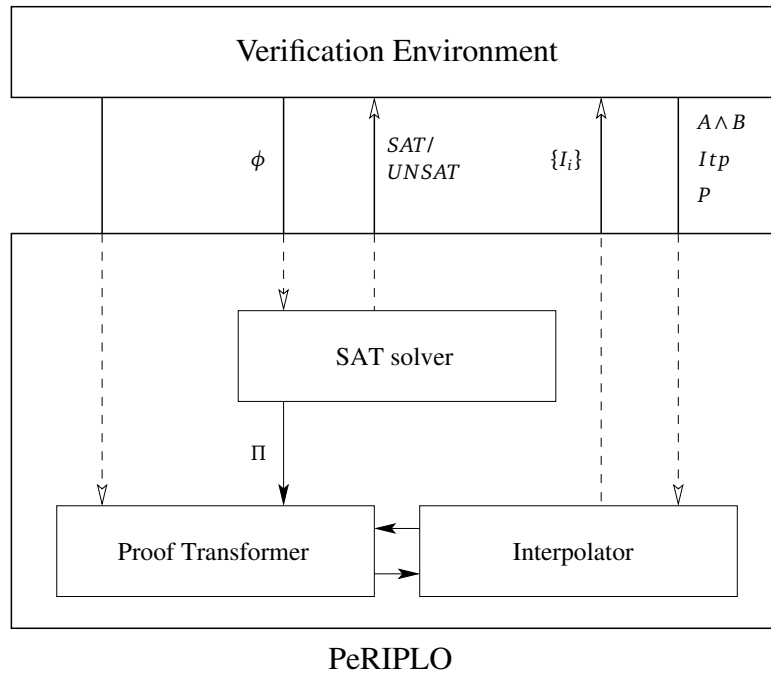 Verification Environment
ϕ
SAT/
UNSAT
{I_i}
A ∧ B
Itp
P
SAT solver
Π
Proof Transformer
Interpolator
PeRIPLO